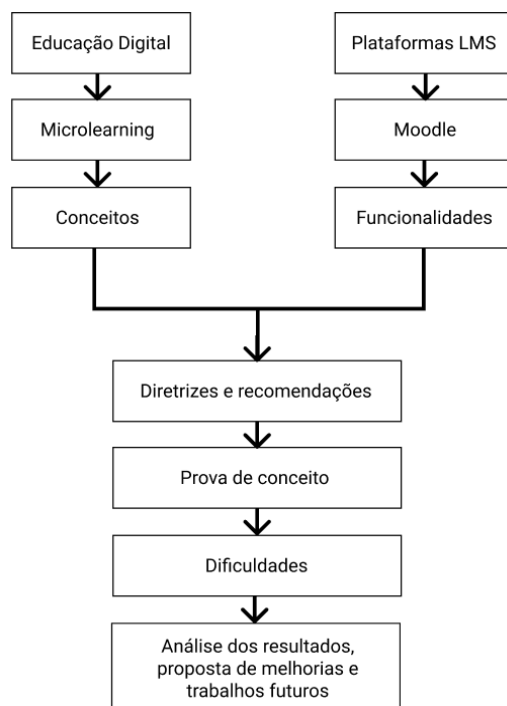 Educação Digital
Plataformas LMS
Microlearning
Moodle
Conceitos
Funcionalidades
Diretrizes e recomendações
Prova de conceito
Dificuldades
Análise dos resultados,
proposta de melhorias e
trabalhos futuros